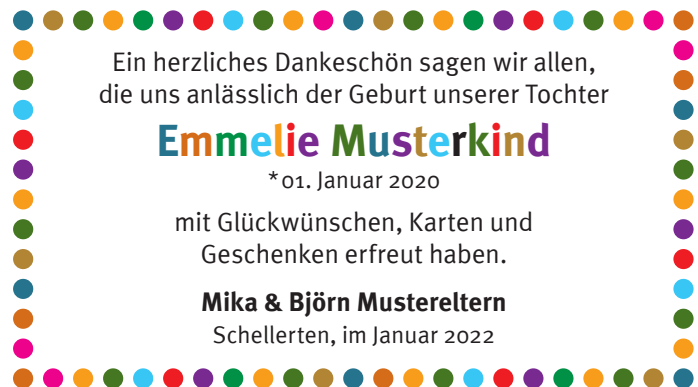 Ein herzliches Dankeschön sagen wir allen,
die uns anlässlich der Geburt unserer Tochter
Emmelie Musterkind
*01. Januar 2020
mit Glückwünschen, Karten und
Geschenken erfreut haben.
Mika & Björn Mustereltern
Schellerten, im Januar 2022